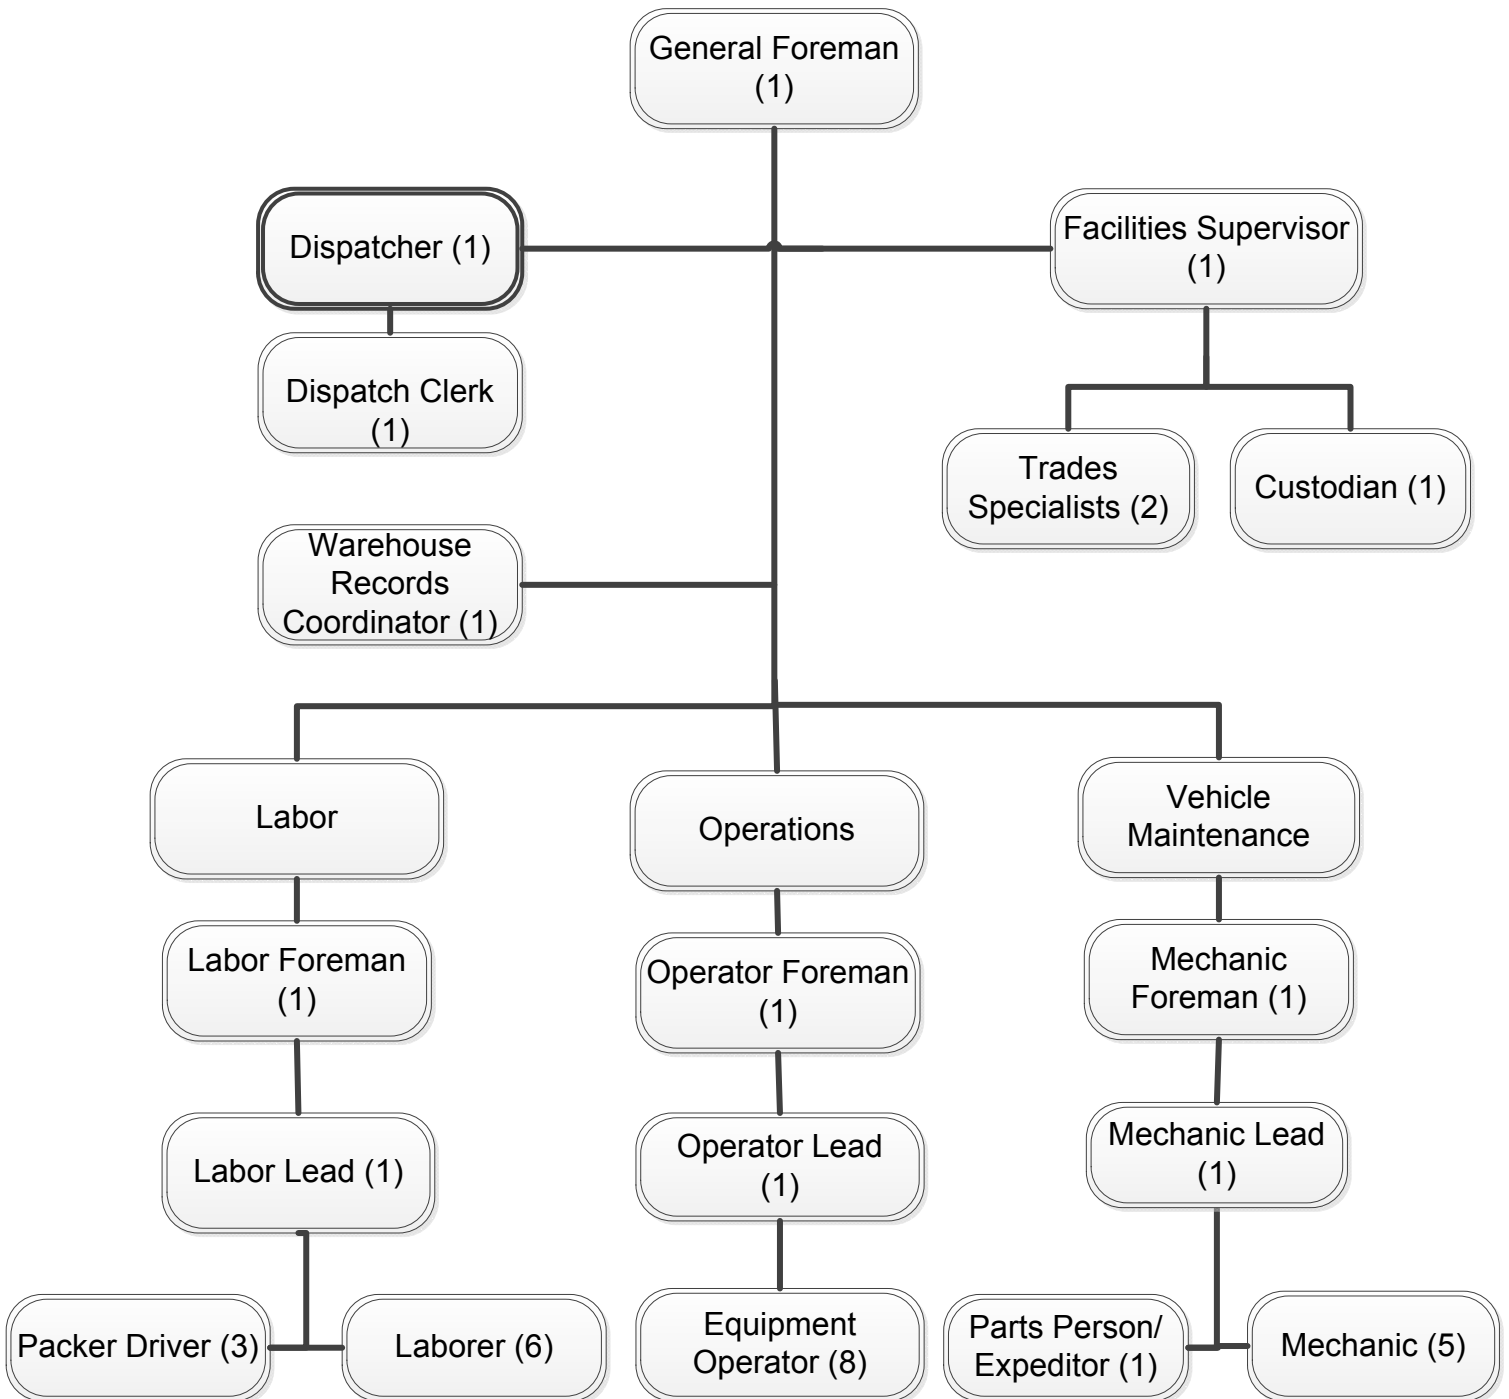 General Foreman
(1)
Dispatcher (1)
Facilities Supervisor
(1)
Dispatch Clerk
(1)
Trades
Specialists (2)
Custodian (1)
Warehouse
Records
Coordinator (1)
Labor
Operations
Vehicle
Maintenance
Labor Foreman
(1)
Operator Foreman
(1)
Mechanic
Foreman (1)
Labor Lead (1)
Operator Lead
(1)
Mechanic Lead
(1)
Packer Driver (3)
Laborer (6)
Equipment
Operator (8)
Parts Person/
Expeditor (1)
Mechanic (5)